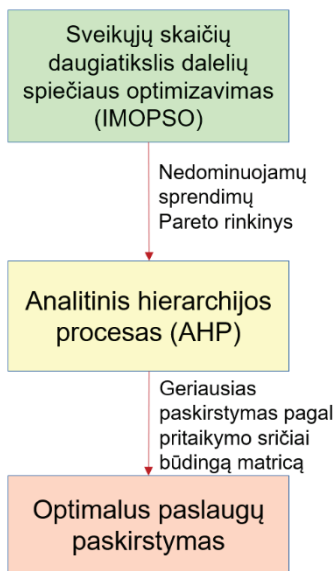 Sveikųjų skaičių
daugiatikslis dalelių
spiečiaus optimizavimas
(IMOPSO)
Nedominuojamų
sprendimų
Pareto rinkinys
Analitinis hierarchijos
procesas (AHP)
Geriausias
paskirstymas pagal
pritaikymo sričiai
būdingą matricą
Optimalus paslaugų
paskirstymas